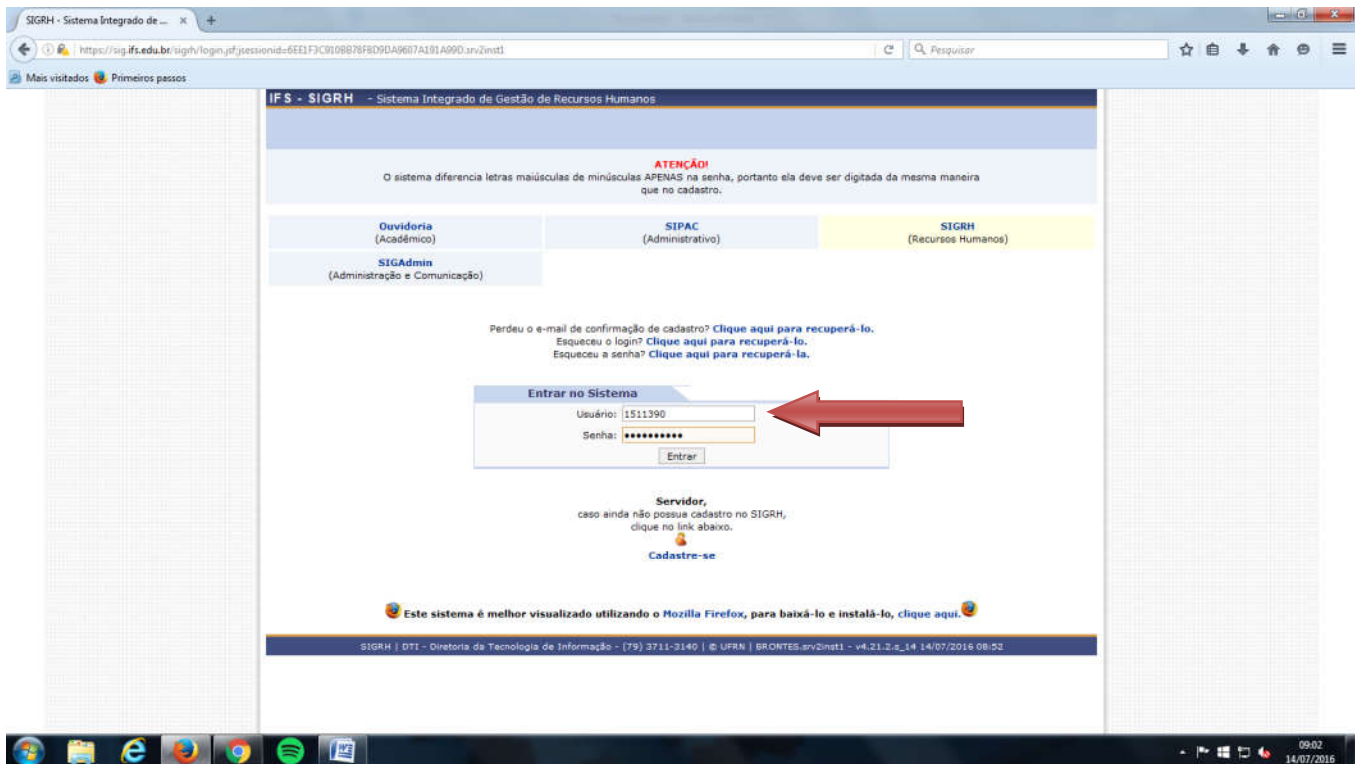 SIGRH - Sistema Integrado de ...
https://sig.ifs.edu.br/sigrh/login.jsf;jsessionid=6EE1F3C910BB78F8D9DA9607A191A99D.srv2inst1
Pesquisar
Mais visitados
Primeiros passos
IFS - SIGRH - Sistema Integrado de Gestão de Recursos Humanos
ATENÇÃO!
O sistema diferencia letras maiúsculas de minúsculas APENAS na senha, portanto ela deve ser digitada da mesma maneira
que no cadastro.
Ouvidoria
(Acadêmico)
SIPAC
(Administrativo)
SIGRH
(Recursos Humanos)
SIGAdmin
(Administração e Comunicação)
Perdeu o e-mail de confirmação de cadastro? Clique aqui para recuperá-lo.
Esqueceu o login? Clique aqui para recuperá-lo.
Esqueceu a senha? Clique aqui para recuperá-la.
Entrar no Sistema
Usuário: 1511390
Senha: ••••••••••
Entrar
Servidor,
caso ainda não possua cadastro no SIGRH,
clique no link abaixo.
Cadastre-se
Este sistema é melhor visualizado utilizando o Mozilla Firefox, para baixá-lo e instalá-lo, clique aqui.
SIGRH | DTI - Diretoria da Tecnologia de Informação - (79) 3711-3140 | © UFRN | BRONTES.srv2inst1 - v4.21.2.s_14 14/07/2016 08:52
09:02
14/07/2016